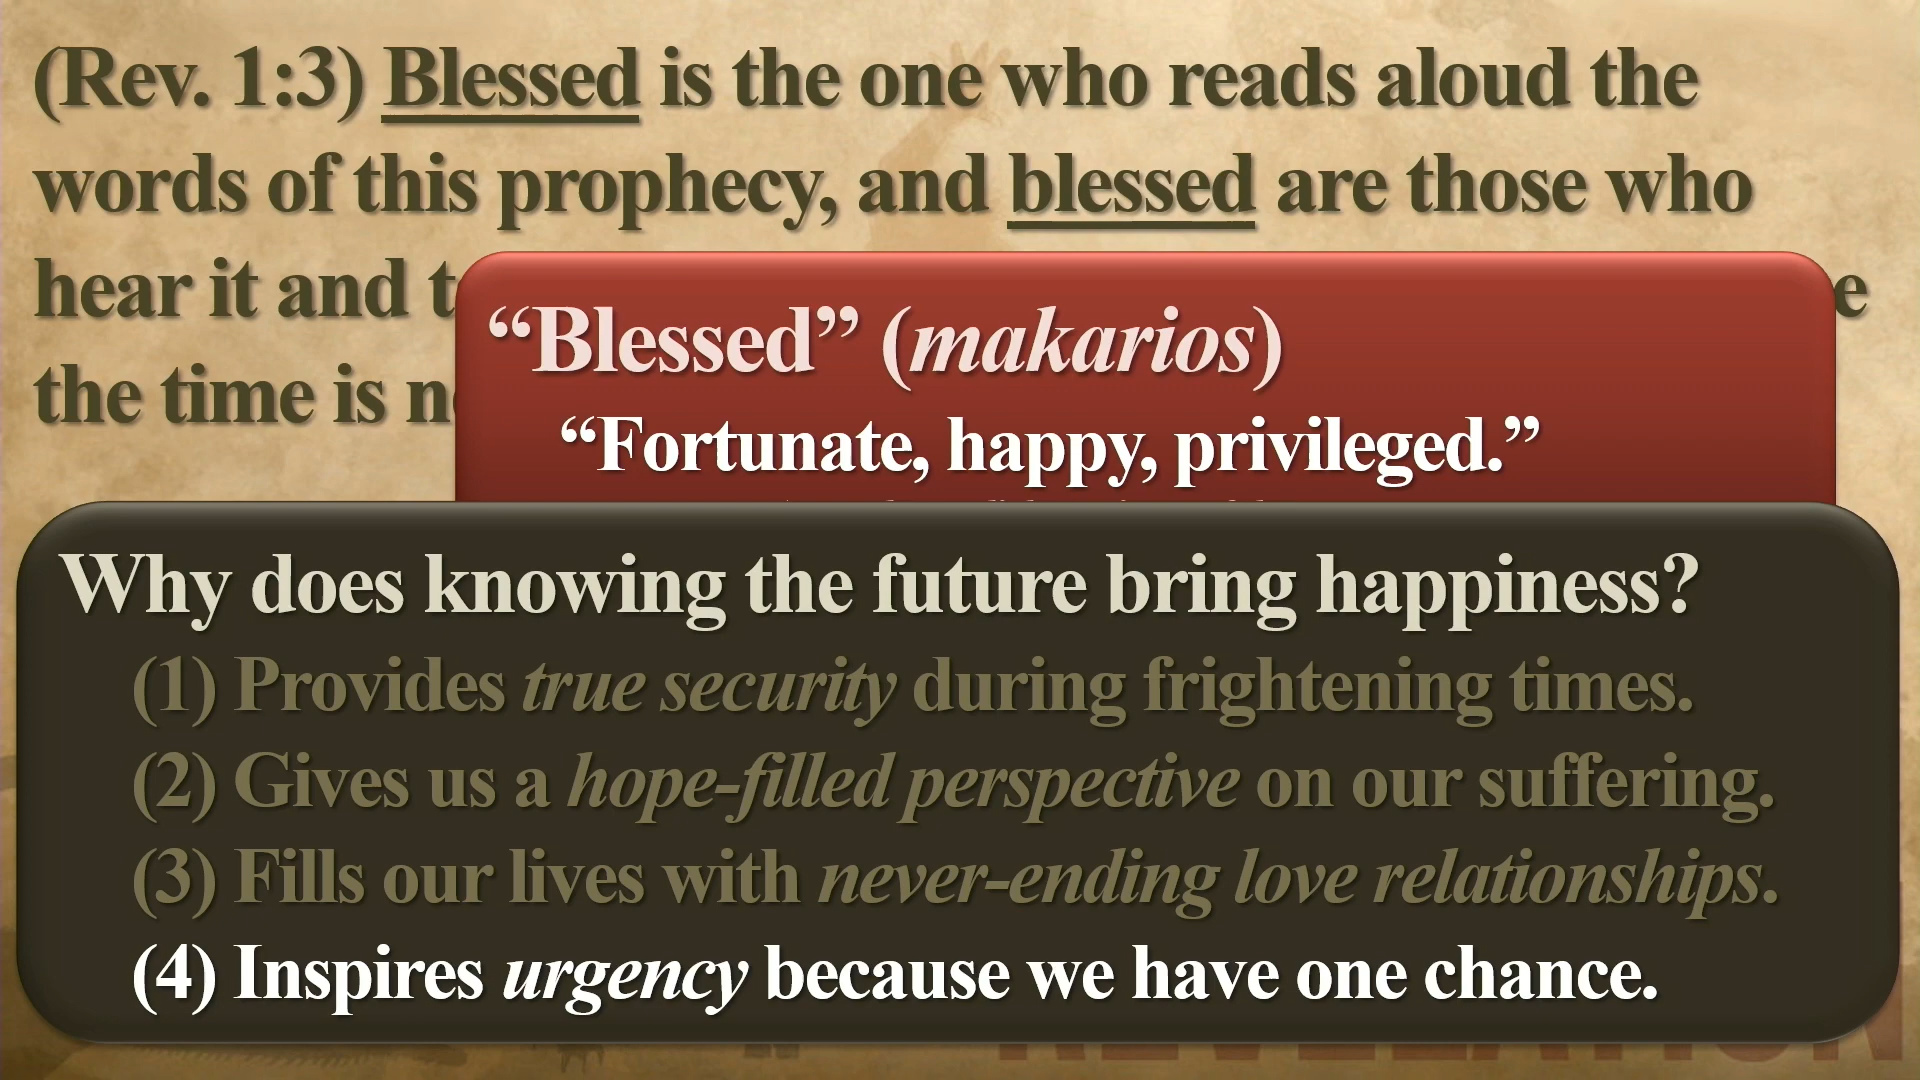 (Rev. 1:3) Blessed is the one who reads aloud the
words of this prophecy, and blessed are those who
hear it and
the time is
“Blessed” (makarios)
“Fortunate, happy, privileged.”
Why does knowing the future bring happiness?
(1) Provides true security during frightening times.
(2) Gives us a hope-filled perspective on our suffering.
(3) Fills our lives with never-ending love relationships.
(4) Inspires urgency because we have one chance.